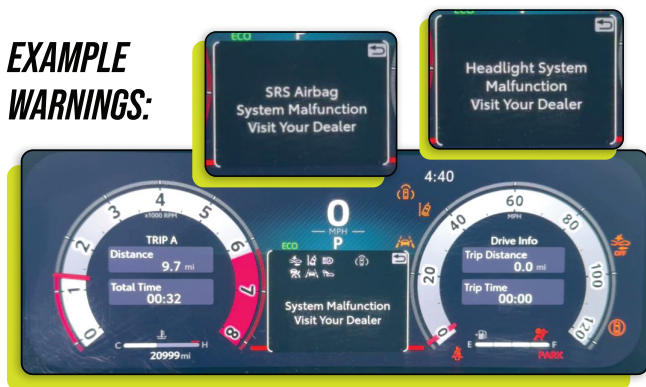 EXAMPLE
WARNINGS:
ECO
SRS Airbag
System Malfunction
Visit Your Dealer
Headlight System
Malfunction
Visit Your Dealer
4:40
0
MPH
P
ECO
System Malfunction
Visit Your Dealer
0
1
2
3
4
5
6
7
8
x1000 RPM
TRIP A
Distance
9.7 mi
Total Time
00:32
C
H
20999 mi
0
20
40
60
80
100
120
MPH
Drive Info
Trip Distance
0.0 mi
Trip Time
00:00
E
F
PARK
OFF